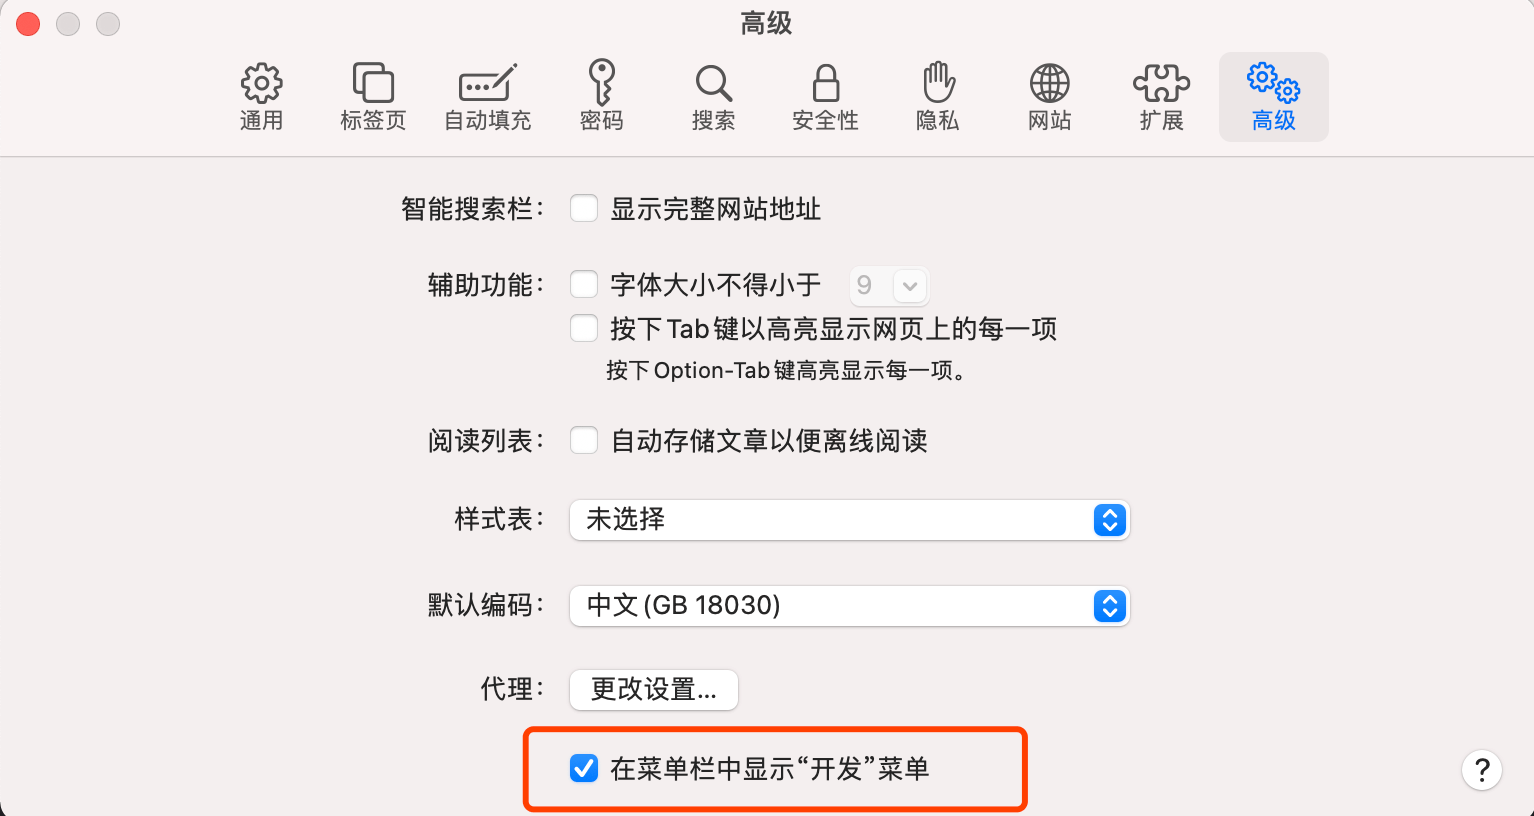 高级
通用 标签页 自动填充 密码 搜索 安全性 隐私 网站 扩展 高级
智能搜索栏： 显示完整网站地址
辅助功能： 字体大小不得小于 9
按下 Tab 键以高亮显示网页上的每一项
按下 Option-Tab 键高亮显示每一项。
阅读列表： 自动存储文章以便离线阅读
样式表： 未选择
默认编码： 中文 (GB 18030)
代理： 更改设置...
在菜单栏中显示“开发”菜单
?